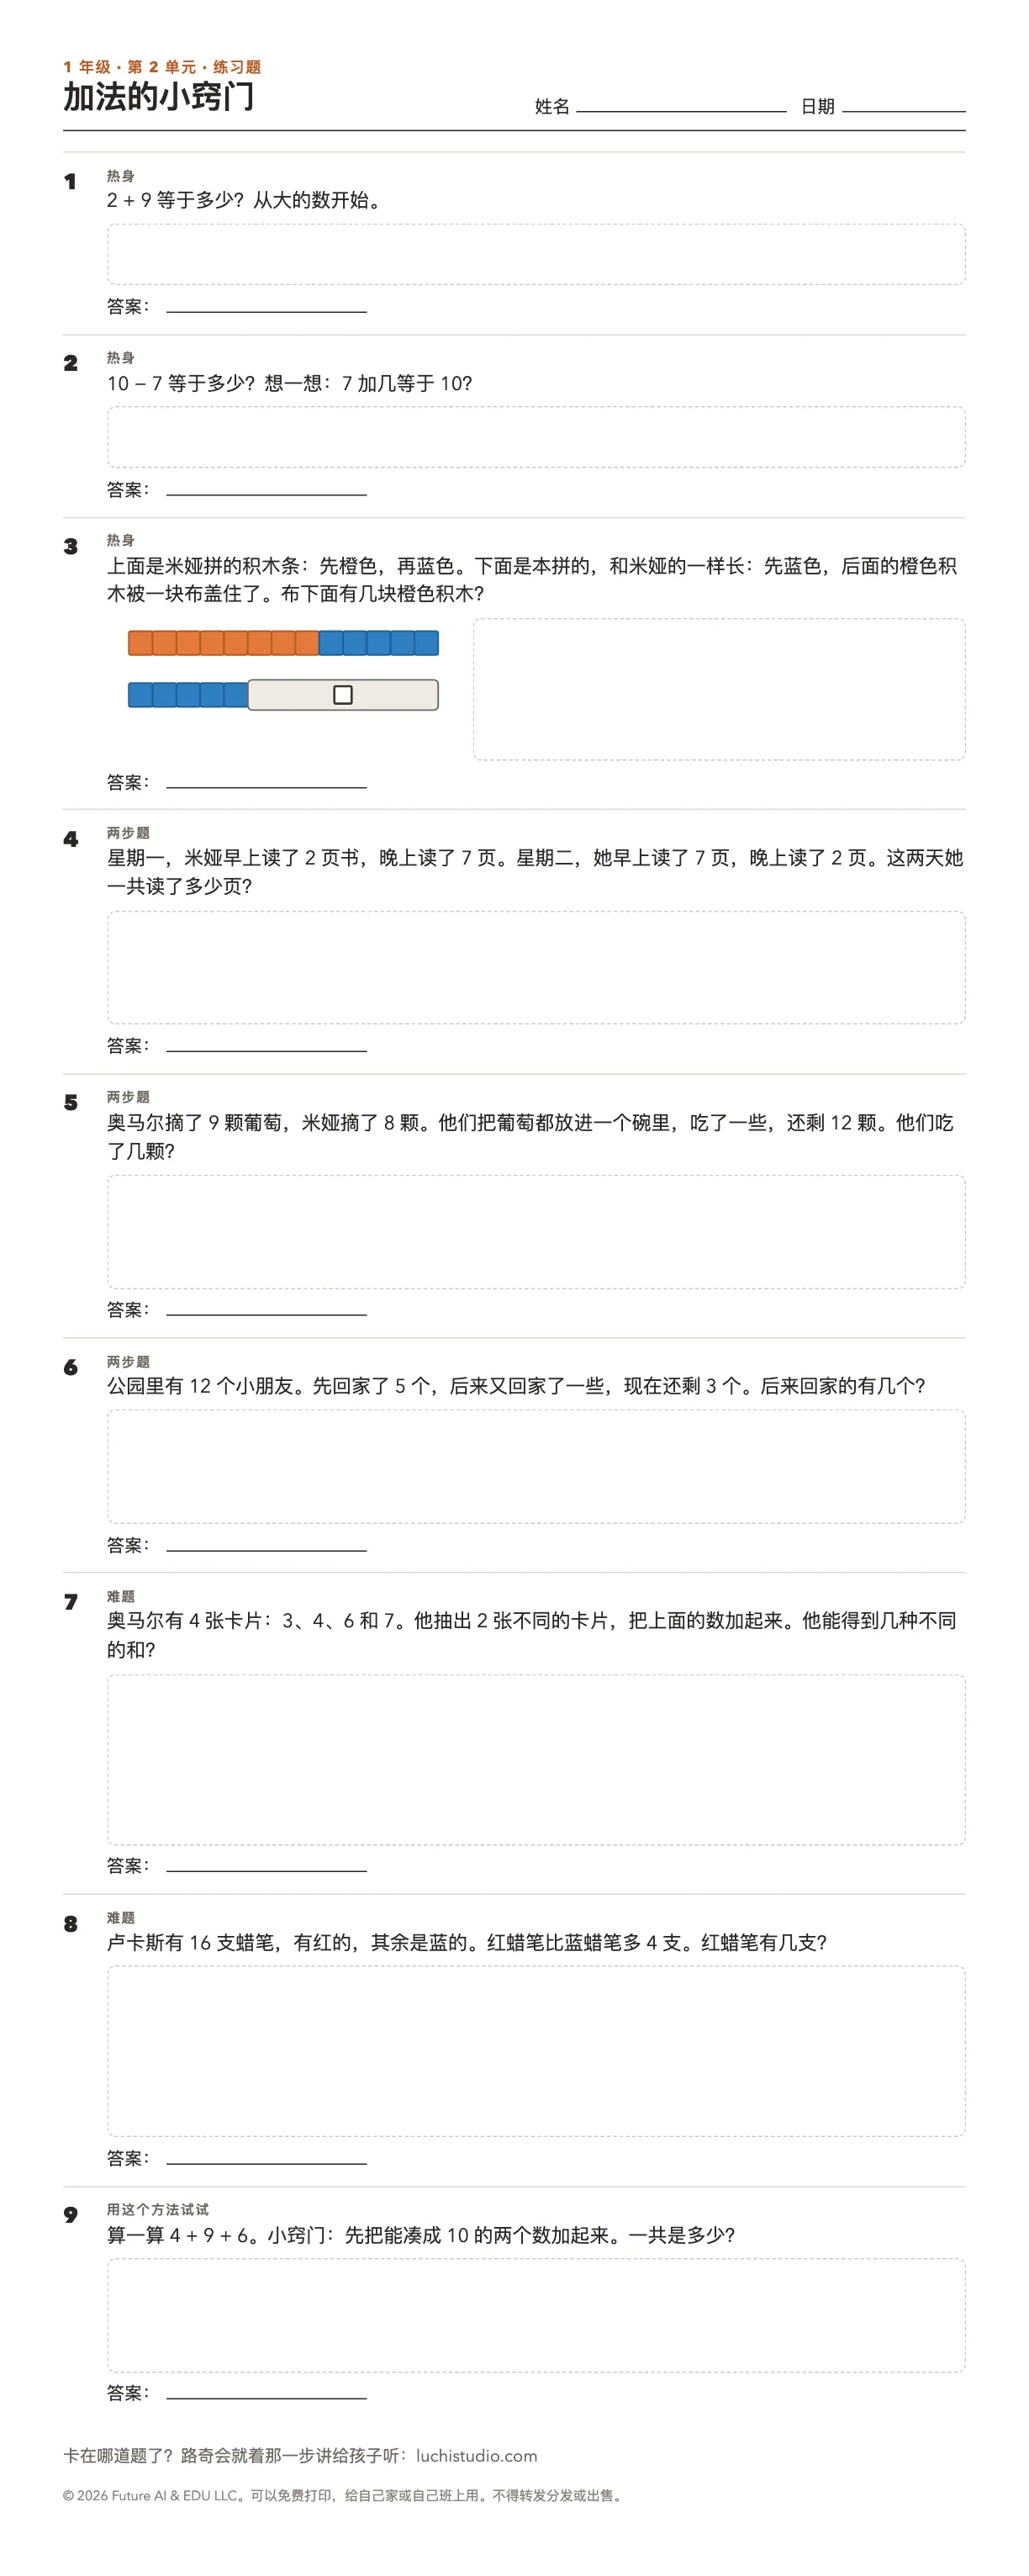 1 年级 · 第 2 单元 · 练习题
加法的小窍门
姓名 日期
1
热身
2 + 9 等于多少？从大的数开始。
答案：
2
热身
10 – 7 等于多少？想一想：7 加几等于 10？
答案：
3
热身
上面是米娅拼的积木条：先橙色，再蓝色。下面是本拼的，和米娅的一样长：先蓝色，后面的橙色积
木被一块布盖住了。布下面有几块橙色积木？
答案：
4
两步题
星期一，米娅早上读了 2 页书，晚上读了 7 页。星期二，她早上读了 7 页，晚上读了 2 页。这两天她
一共读了多少页？
答案：
5
两步题
奥马尔摘了 9 颗葡萄，米娅摘了 8 颗。他们把葡萄都放进一个碗里，吃了一些，还剩 12 颗。他们吃
了几颗？
答案：
6
两步题
公园里有 12 个小朋友。先回家了 5 个，后来又回家了一些，现在还剩 3 个。后来回家的有几个？
答案：
7
难题
奥马尔有 4 张卡片：3、4、6 和 7。他抽出 2 张不同的卡片，把上面的数加起来。他能得到几种不同
的和？
答案：
8
难题
卢卡斯有 16 支蜡笔，有红的，其余是蓝的。红蜡笔比蓝蜡笔多 4 支。红蜡笔有几支？
答案：
9
用这个方法试试
算一算 4 + 9 + 6。小窍门：先把能凑成 10 的两个数加起来。一共是多少？
答案：
卡在哪道题了？路奇会就着那一步讲给孩子听：luchistudio.com
© 2026 Future AI & EDU LLC。可以免费打印，给自己家或自己班上用。不得转发分发或出售。